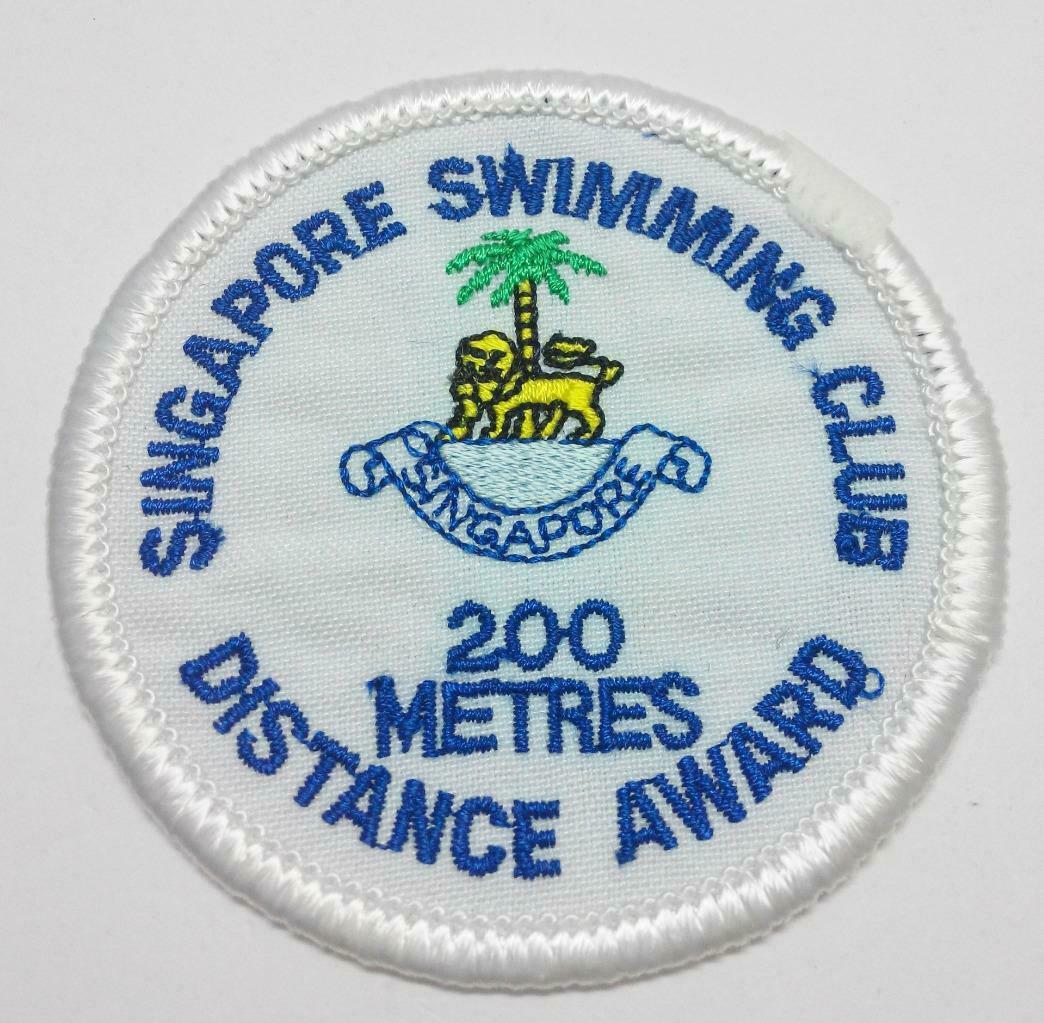 SINGAPORE SWIMMING CLUB
SINGAPORE
200
METRES
DISTANCE AWARD